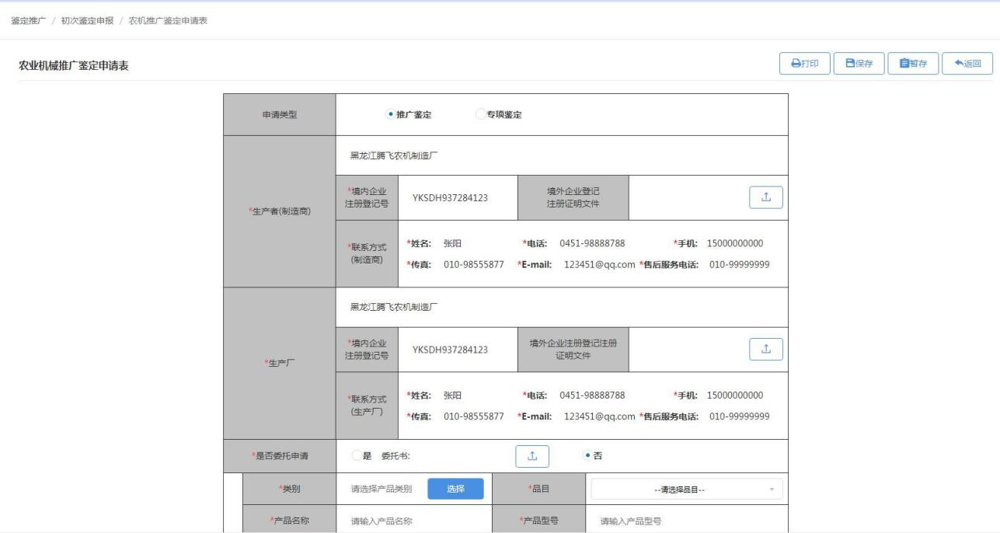 鉴定推广 / 初次鉴定申报 / 农机推广鉴定申请表
农业机械推广鉴定申请表
打印 保存 暂存 返回
申请类型 推广鉴定 专项鉴定
*生产者(制造商)
黑龙江腾飞农机制造厂
*境内企业
注册登记号
YKSDH937284123
境外企业登记
注册证明文件
*联系方式
(制造商)
*姓名: 张阳 *电话: 0451-98888788 *手机: 15000000000
*传真: 010-98555877 *E-mail: 123451@qq.com *售后服务电话: 010-99999999
*生产厂
黑龙江腾飞农机制造厂
*境内企业
注册登记号
YKSDH937284123
境外企业注册登记注册
证明文件
*联系方式
(生产厂)
*姓名: 张阳 *电话: 0451-98888788 *手机: 15000000000
*传真: 010-98555877 *E-mail: 123451@qq.com *售后服务电话: 010-99999999
*是否委托申请 是 委托书: 否
*类别 请选择产品类别 选择 *品目 --请选择品目--
*产品名称 请输入产品名称 *产品型号 请输入产品型号